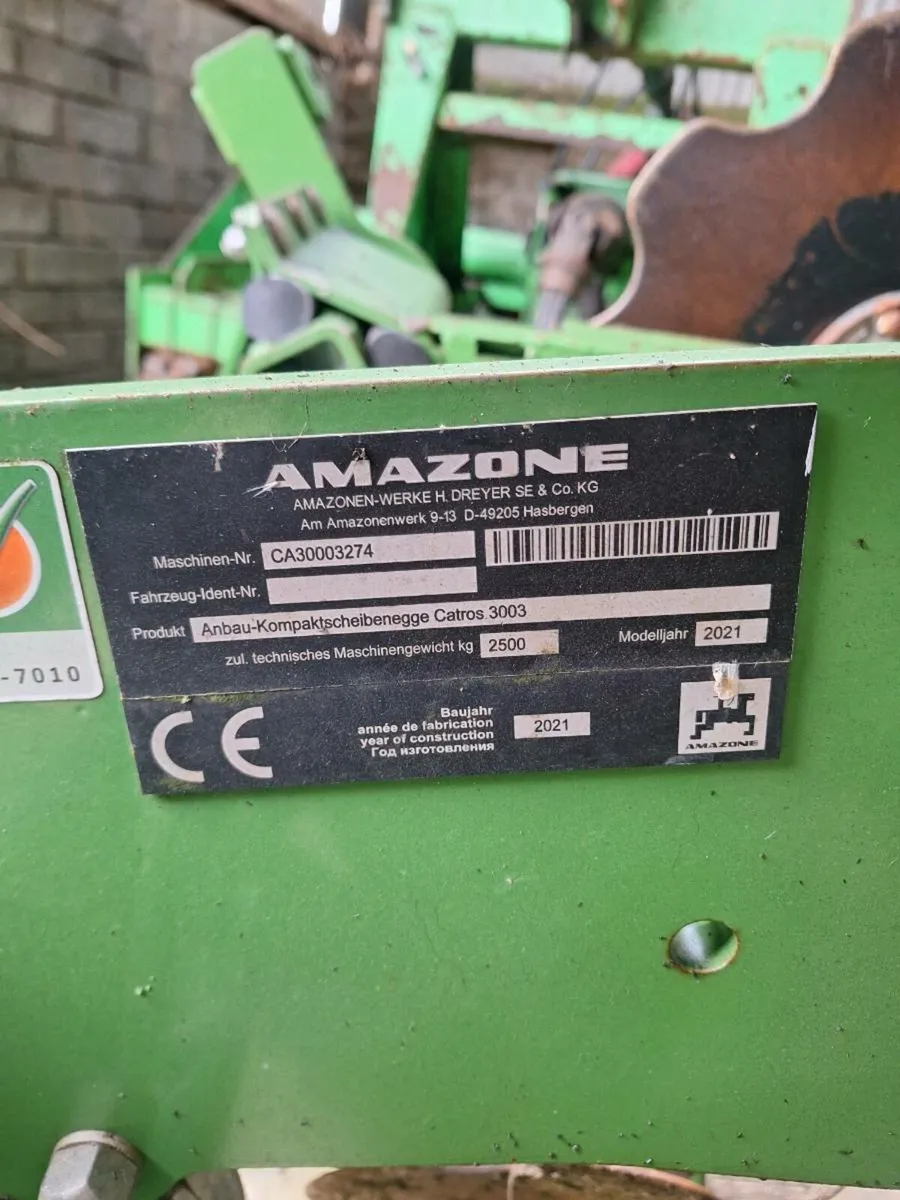 AMAZONE
AMAZONEN-WERKE H. DREYER SE & Co. KG
Am Amazonenwerk 9-13 D-49205 Hasbergen
Maschinen-Nr. CA30003274
Fahrzeug-Ident-Nr.
Produkt Anbau-Kompaktscheibenegge Catros 3003
zul. technisches Maschinengewicht kg 2500 Modelljahr 2021
CE
Baujahr
année de fabrication
year of construction
Год изготовления
2021
AMAZONE
-7010